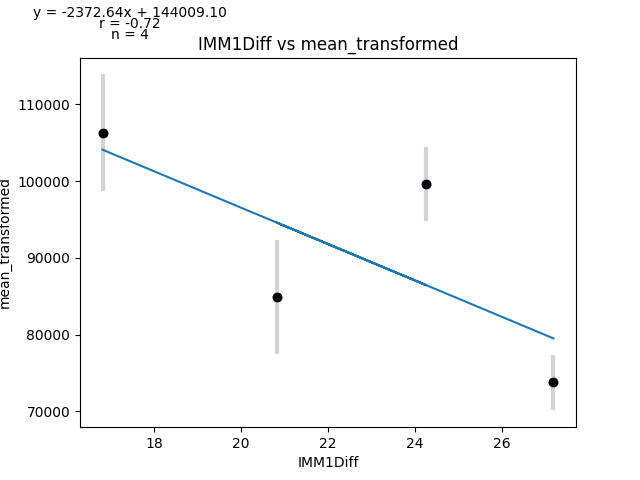 y = -2372.64x + 144009.10
r = -0.72
n = 4
IMM1Diff vs mean_transformed
110000
100000
90000
80000
70000
mean_transformed
18 20 22 24 26
IMM1Diff